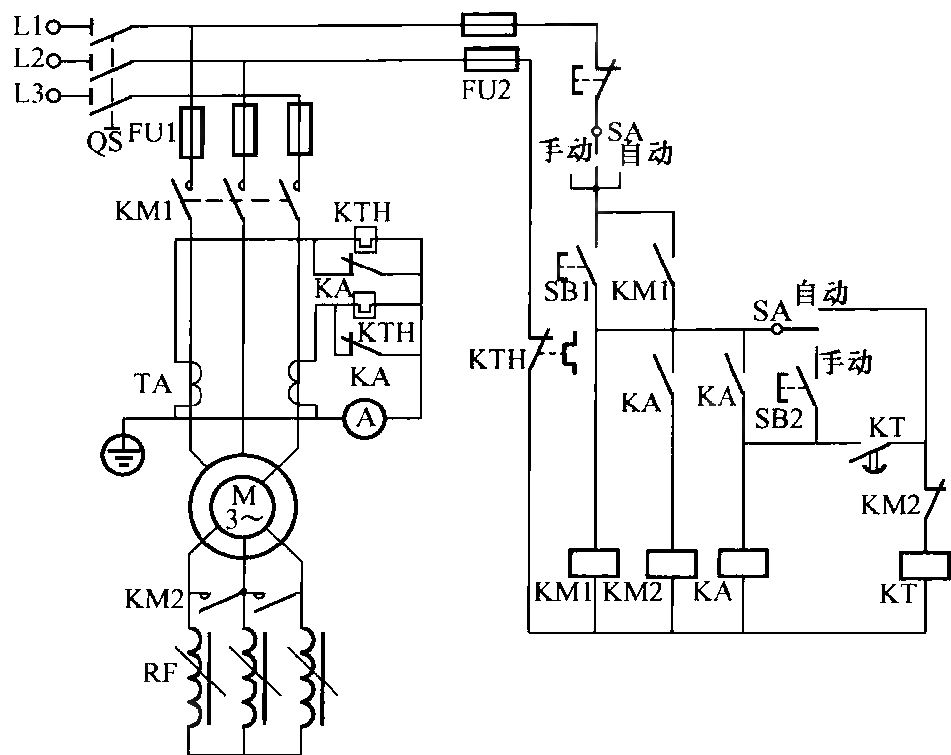 L1
L2
L3
QS
FU1
FU2
SA
手动 自动
KM1
KTH
KA
KTH
KA
TA
A
M
3～
KM2
RF
SB1
KM1
自动
SA
手动
KTH
KA
KA
SB2
KT
KM2
KM1
KM2
KA
KT